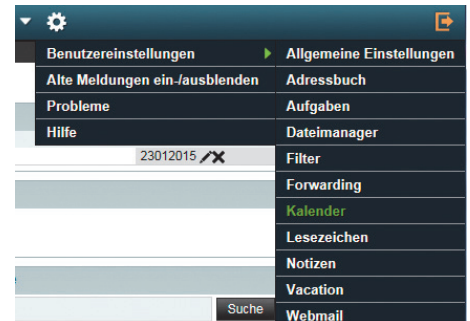 Benutzereinstellungen
Alte Meldungen ein-/ausblenden
Probleme
Hilfe
23012015
Suche
Allgemeine Einstellungen
Adressbuch
Aufgaben
Dateimanager
Filter
Forwarding
Kalender
Lesezeichen
Notizen
Vacation
Webmail